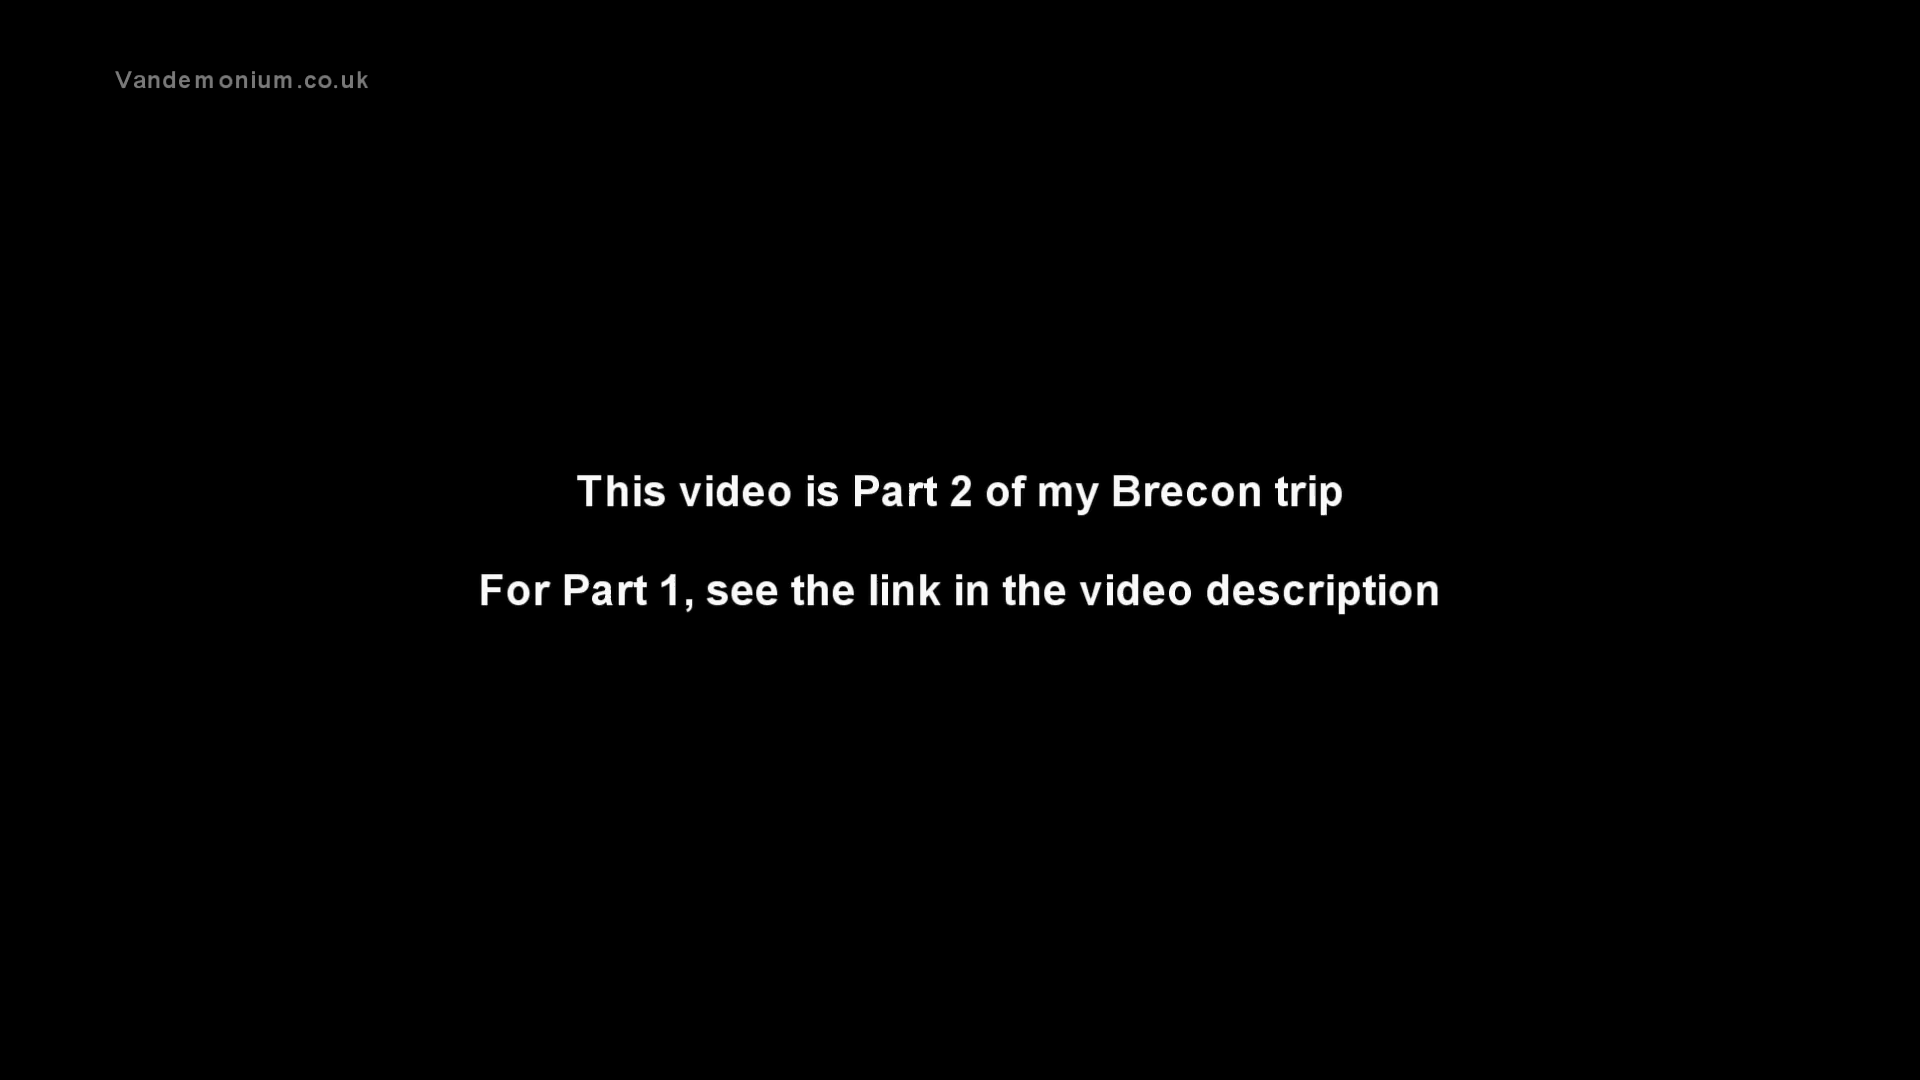 Vandemonium.co.uk
This video is Part 2 of my Brecon trip
For Part 1, see the link in the video description